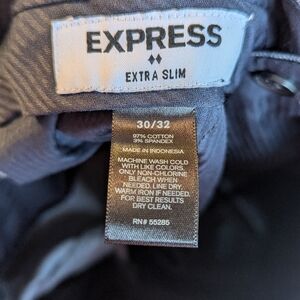 EXPRESS
EXTRA SLIM
30/32
97% COTTON
3% SPANDEX
MADE IN INDONESIA
MACHINE WASH COLD
WITH LIKE COLORS.
ONLY NON-CHLORINE
BLEACH WHEN
NEEDED. LINE DRY.
WARM IRON IF NEEDED.
FOR BEST RESULTS
DRY CLEAN.
RN# 55285